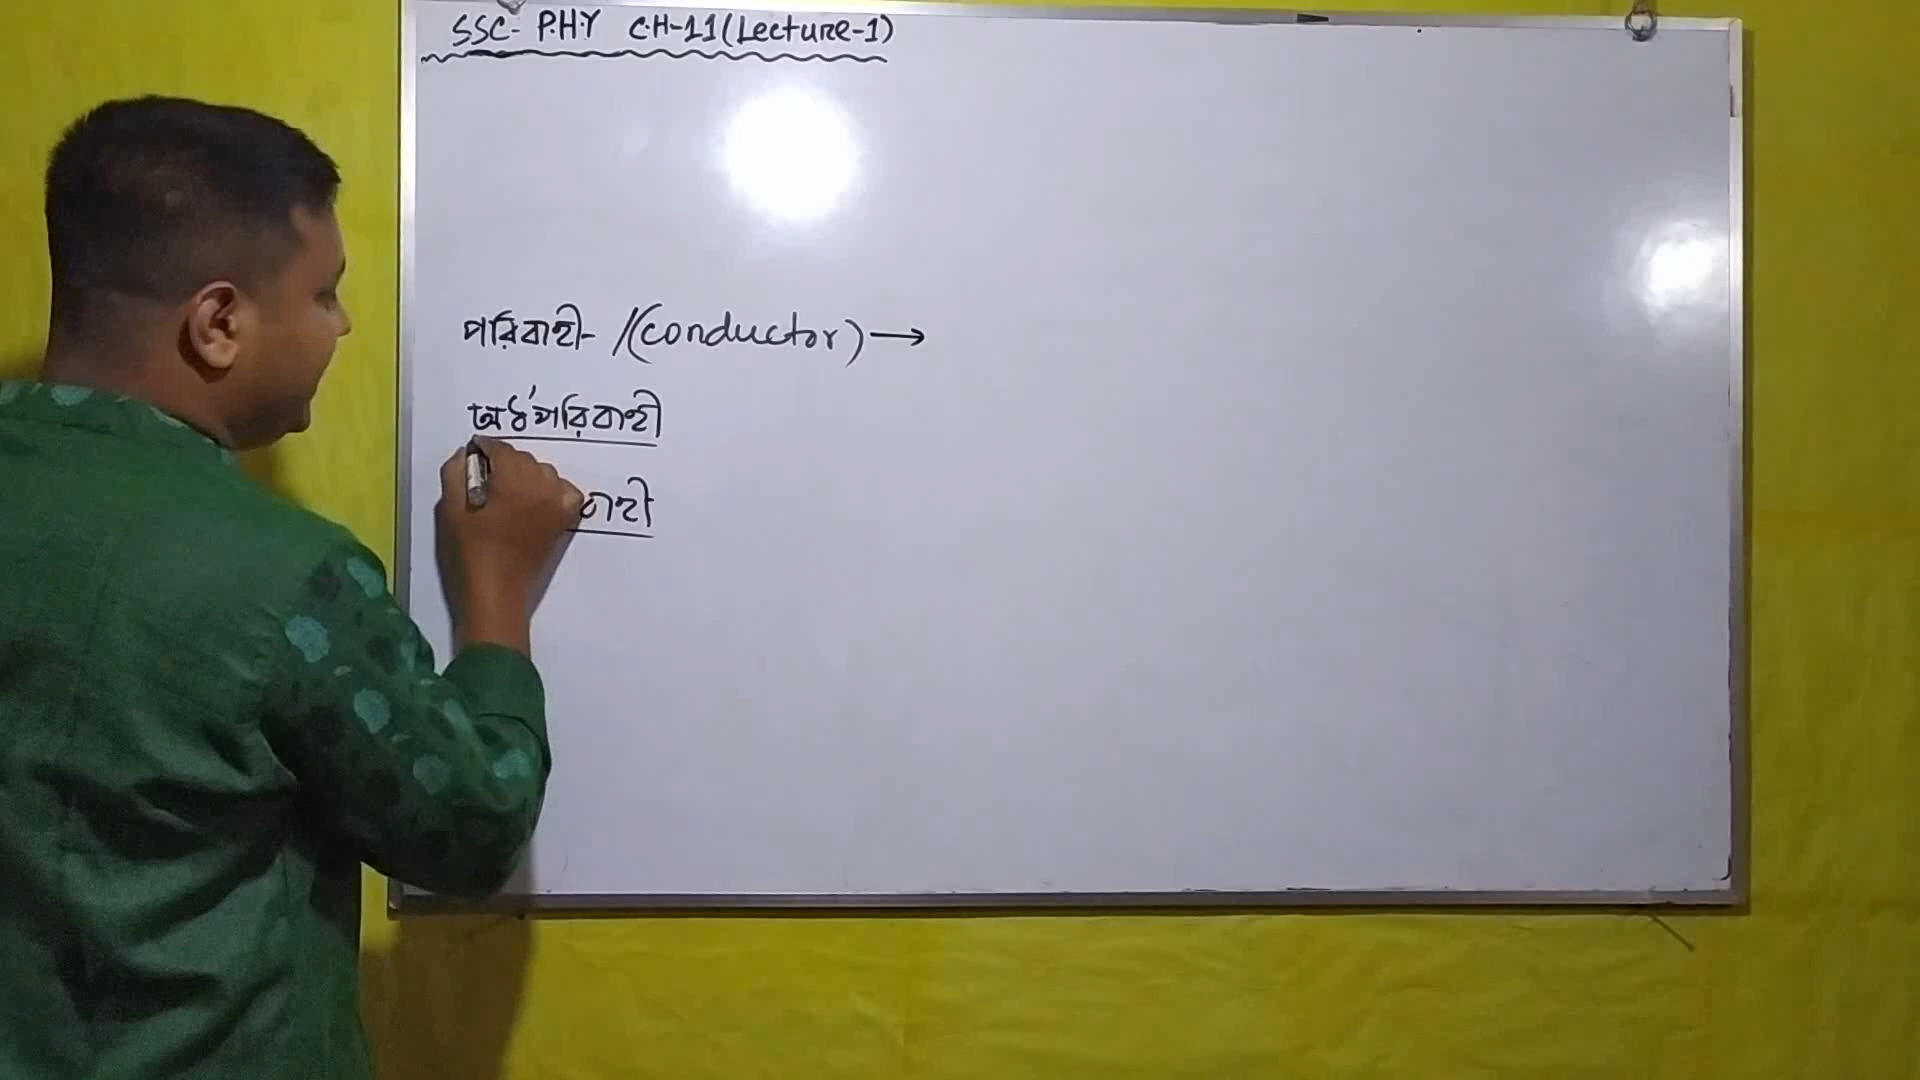 SSC- P.H.Y C.H-11(Lecture-1)
পরিবাহী- /(conductor)→
অর্ধপরিবাহী